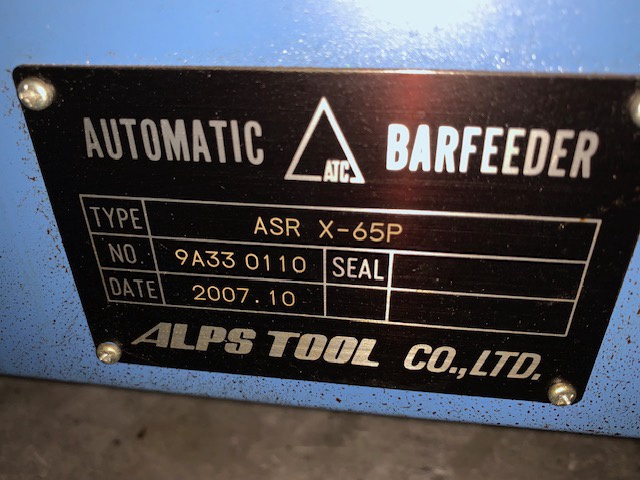 AUTOMATIC ATC BARFEEDER
TYPE ASR X-65P
NO. 9A33 0110 SEAL
DATE 2007.10
ALPS TOOL CO.,LTD.